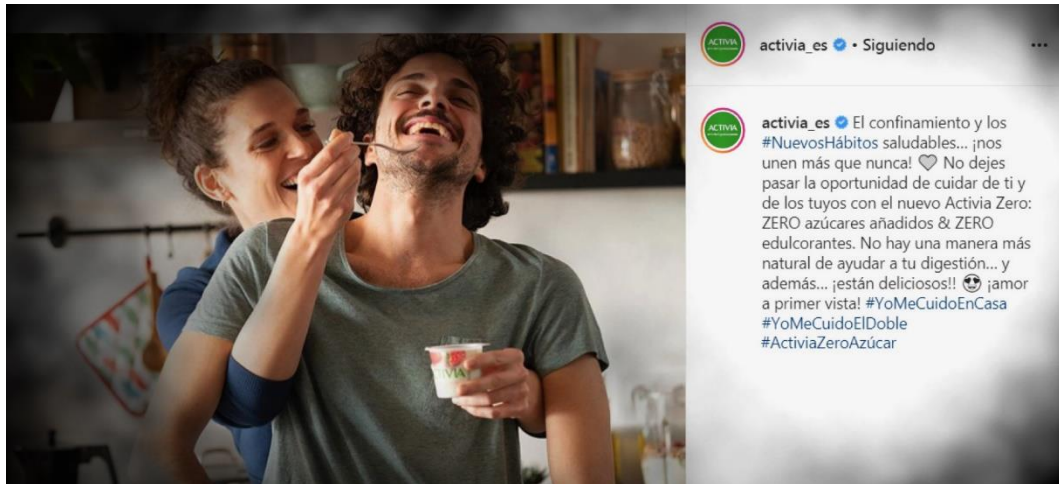 ACTIVIA
activia_es • Siguiendo
ACTIVIA
activia_es El confinamiento y los
#NuevosHábitos saludables... ¡nos
unen más que nunca! 🤍 No dejes
pasar la oportunidad de cuidar de ti y
de los tuyos con el nuevo Activia Zero:
ZERO azúcares añadidos & ZERO
edulcorantes. No hay una manera más
natural de ayudar a tu digestión... y
además... ¡están deliciosos!! 😍 ¡amor
a primer vista! #YoMeCuidoEnCasa
#YoMeCuidoElDoble
#ActiviaZeroAzúcar